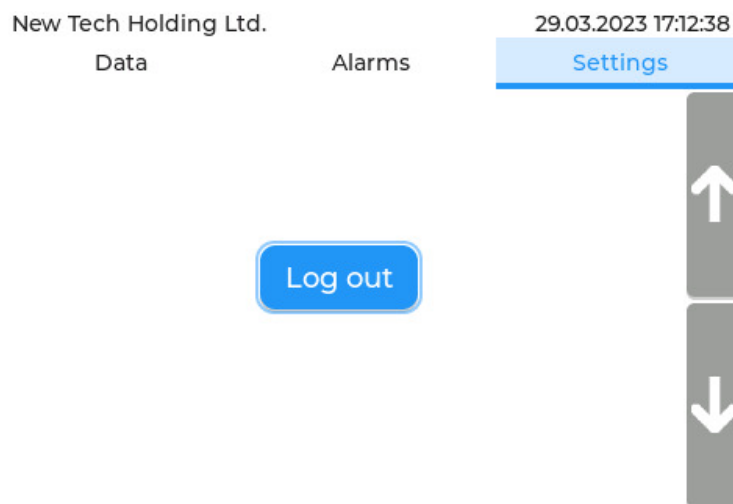 New Tech Holding Ltd. 29.03.2023 17:12:38
Data Alarms Settings
Log out